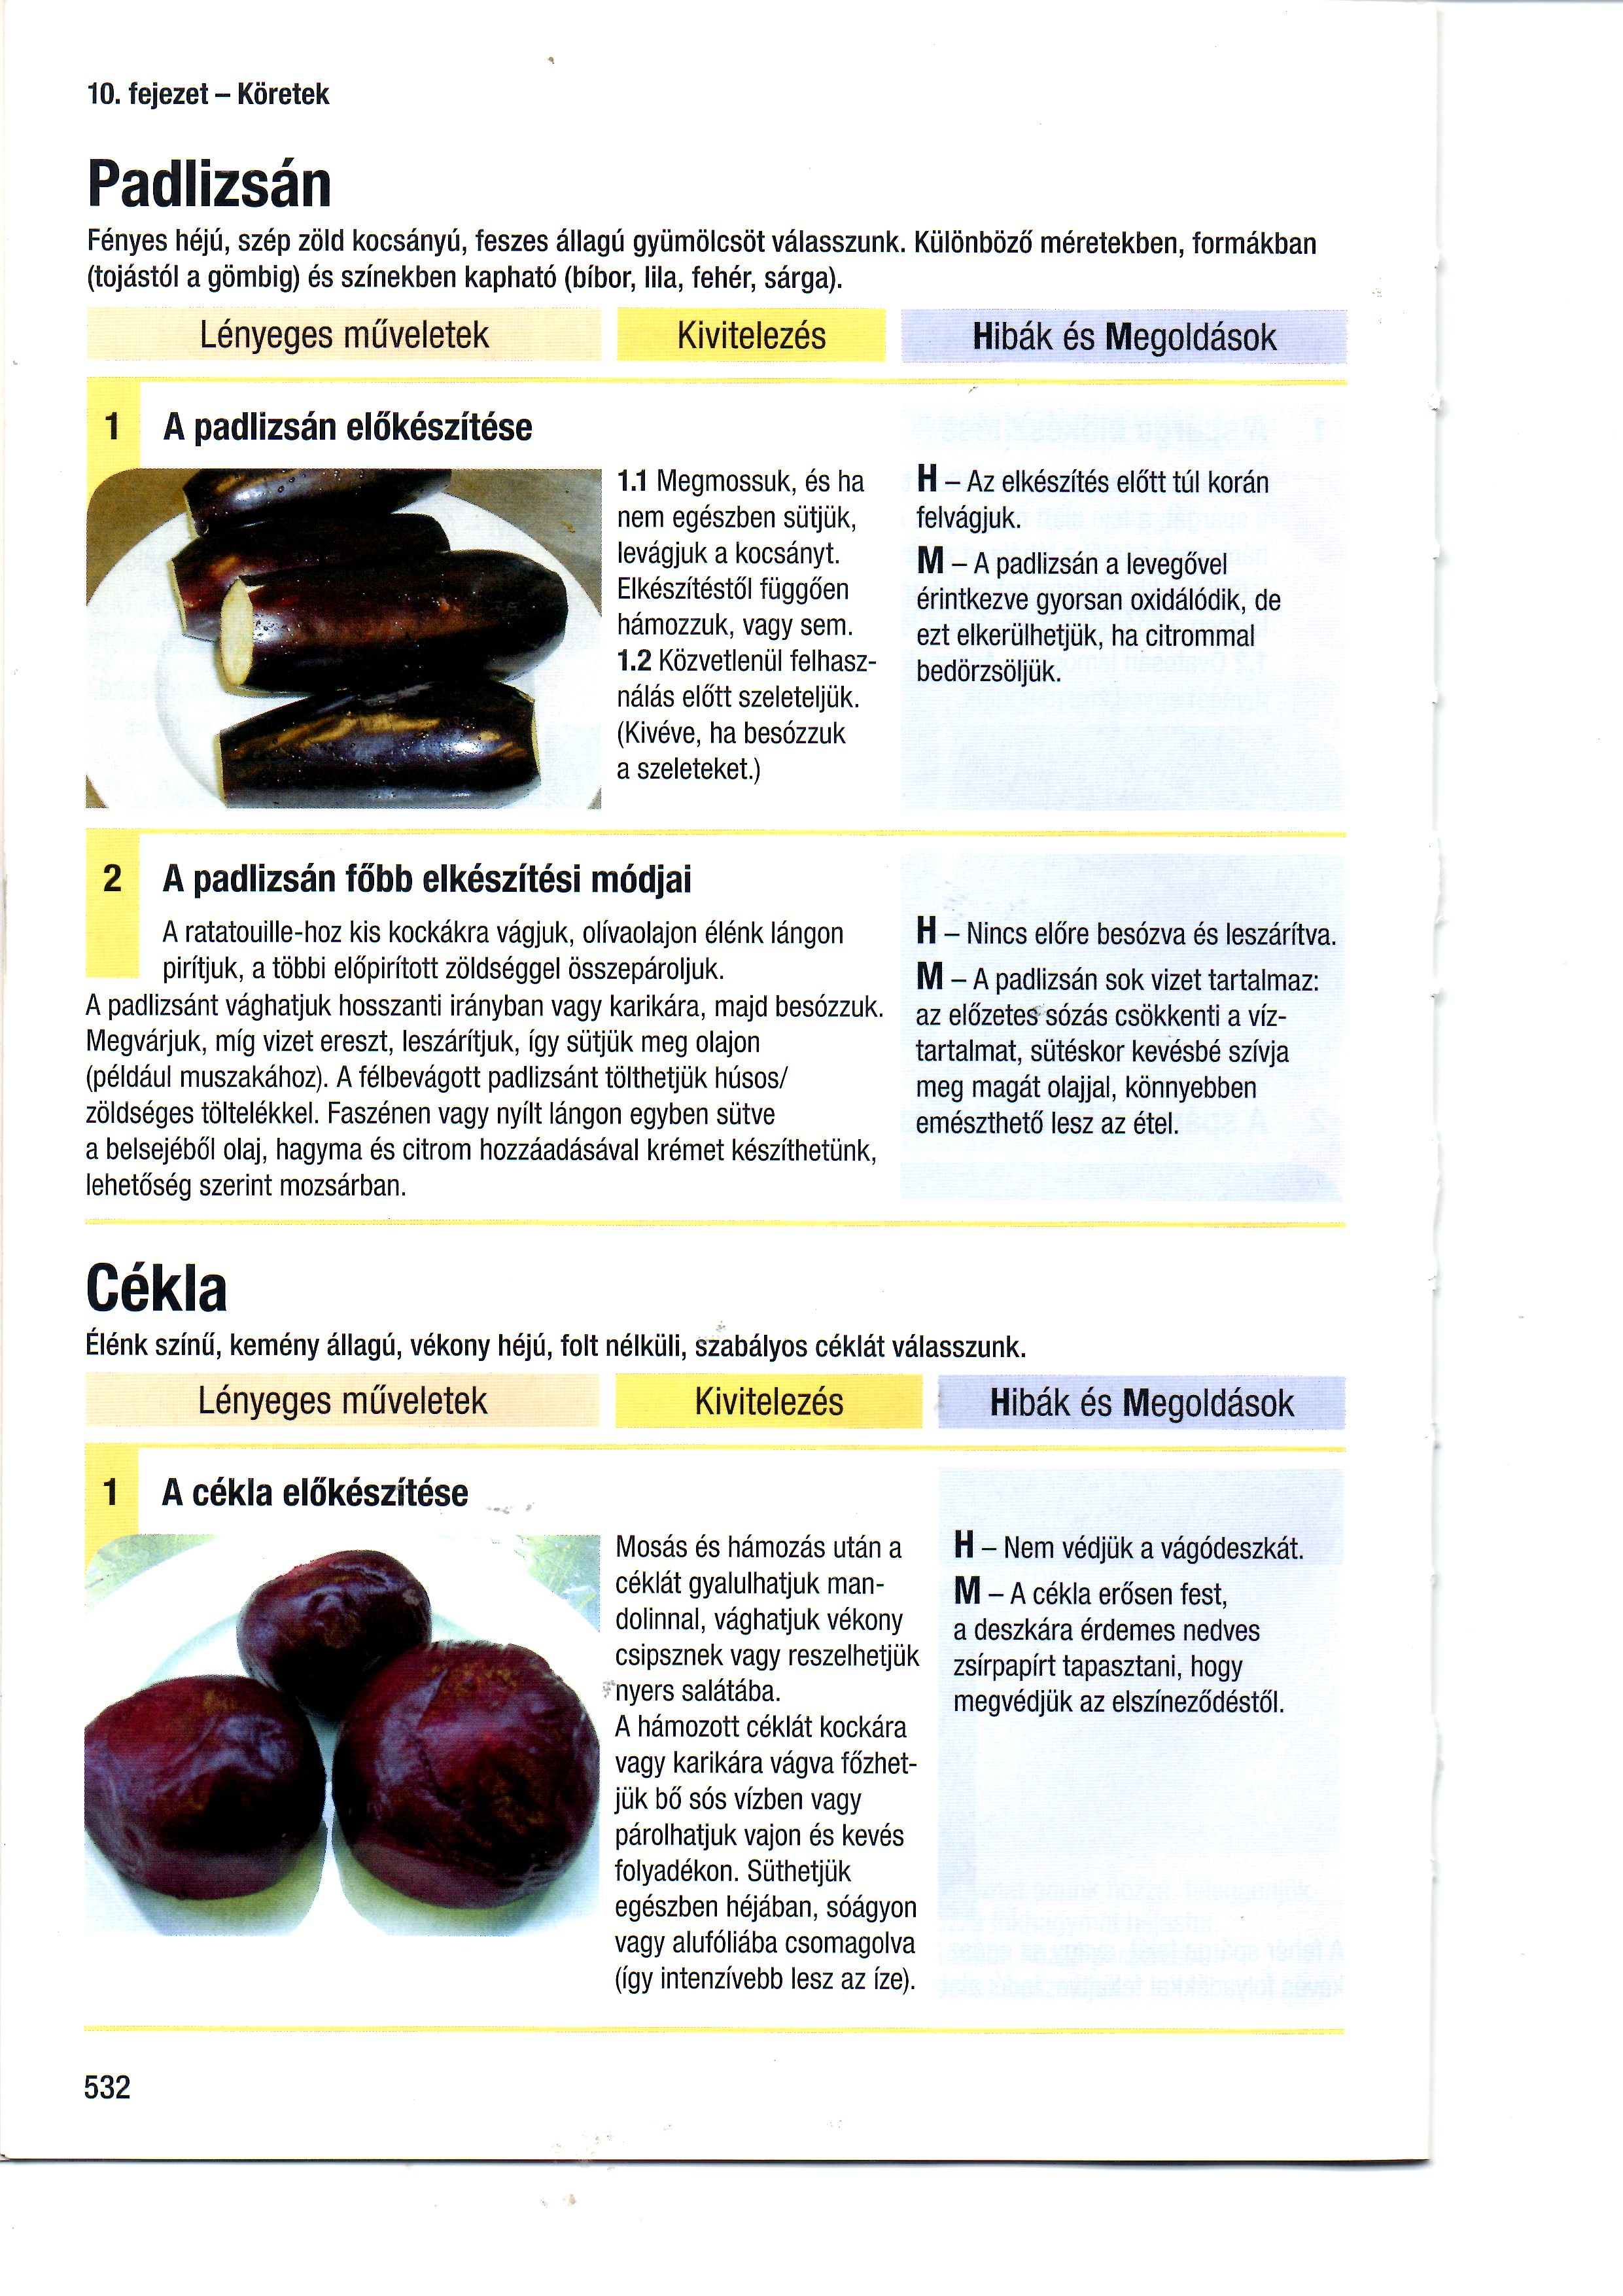 10. fejezet – Köretek
Padlizsán
Fényes héjú, szép zöld kocsányú, feszes állagú gyümölcsöt válasszunk. Különböző méretekben, formákban
(tojástól a gömbig) és színekben kapható (bíbor, lila, fehér, sárga).
Lényeges műveletek
Kivitelezés
Hibák és Megoldások
1 A padlizsán előkészítése
1.1 Megmossuk, és ha
nem egészben sütjük,
levágjuk a kocsányt.
Elkészítéstől függően
hámozzuk, vagy sem.
1.2 Közvetlenül felhasz-
nálás előtt szeleteljük.
(Kivéve, ha besózzuk
a szeleteket.)
H – Az elkészítés előtt túl korán
felvágjuk.
M – A padlizsán a levegővel
érintkezve gyorsan oxidálódik, de
ezt elkerülhetjük, ha citrommal
bedörzsöljük.
2 A padlizsán főbb elkészítési módjai
A ratatouille-hoz kis kockákra vágjuk, olívaolajon élénk lángon
pirítjuk, a többi előpirított zöldséggel összepároljuk.
A padlizsánt vághatjuk hosszanti irányban vagy karikára, majd besózzuk.
Megvárjuk, míg vizet ereszt, leszárítjuk, így sütjük meg olajon
(például muszakához). A félbevágott padlizsánt tölthetjük húsos/
zöldséges töltelékkel. Faszénen vagy nyílt lángon egyben sütve
a belsejéből olaj, hagyma és citrom hozzáadásával krémet készíthetünk,
lehetőség szerint mozsárban.
H – Nincs előre besózva és leszárítva.
M – A padlizsán sok vizet tartalmaz:
az előzetes sózás csökkenti a víz-
tartalmat, sütéskor kevésbé szívja
meg magát olajjal, könnyebben
emészthető lesz az étel.
Cékla
Élénk színű, kemény állagú, vékony héjú, folt nélküli, szabályos céklát válasszunk.
Lényeges műveletek
Kivitelezés
Hibák és Megoldások
1 A cékla előkészítése
Mosás és hámozás után a
céklát gyalulhatjuk man-
dolinnal, vághatjuk vékony
csipsznek vagy reszelhetjük
nyers salátába.
A hámozott céklát kockára
vagy karikára vágva főzhet-
jük bő sós vízben vagy
párolhatjuk vajon és kevés
folyadékon. Süthetjük
egészben héjában, sóágyon
vagy alufóliába csomagolva
(így intenzívebb lesz az íze).
H – Nem védjük a vágódeszkát.
M – A cékla erősen fest,
a deszkára érdemes nedves
zsírpapírt tapasztani, hogy
megvédjük az elszíneződéstől.
532